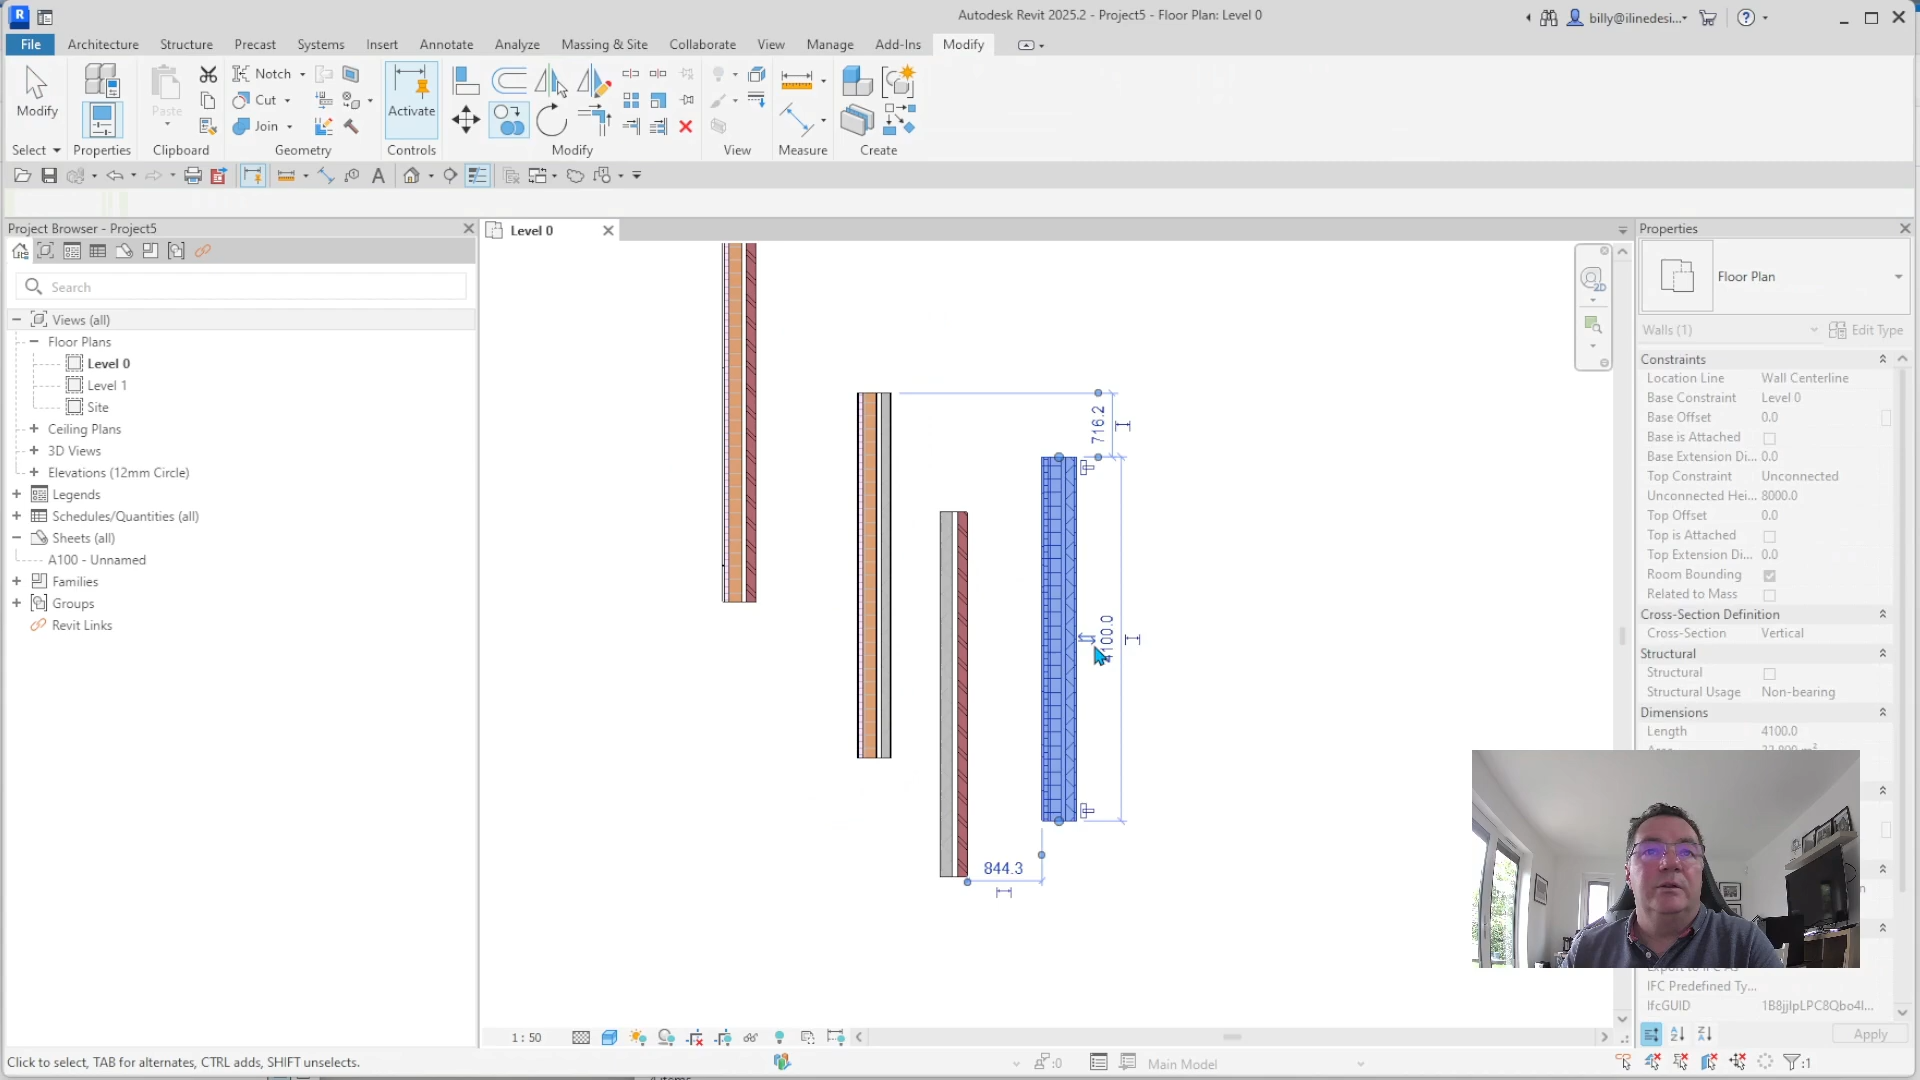 Autodesk Revit 2025.2 - Project5 - Floor Plan: Level 0
billy@ilinedesi...
File
Architecture
Structure
Precast
Systems
Insert
Annotate
Analyze
Massing & Site
Collaborate
View
Manage
Add-Ins
Modify
Modify
Paste
Notch
Cut
Join
Activate
Select
Properties
Clipboard
Geometry
Controls
Modify
View
Measure
Create
Project Browser - Project5
Search
Views (all)
Floor Plans
Level 0
Level 1
Site
Ceiling Plans
3D Views
Elevations (12mm Circle)
Legends
Schedules/Quantities (all)
Sheets (all)
A100 - Unnamed
Families
Groups
Revit Links
Level 0
716.2
4100.0
844.3
2D
Properties
Floor Plan
Walls (1)
Edit Type
Constraints
Location Line Wall Centerline
Base Constraint Level 0
Base Offset 0.0
Base is Attached
Base Extension Di... 0.0
Top Constraint Unconnected
Unconnected Hei... 8000.0
Top Offset 0.0
Top is Attached
Top Extension Di... 0.0
Room Bounding
Related to Mass
Cross-Section Definition
Cross-Section Vertical
Structural
Structural
Structural Usage Non-bearing
Dimensions
Length 4100.0
IFC Predefined Ty...
IfcGUID 1B8jjIpLPC8Qbo4l...
Apply
1 : 50
Click to select, TAB for alternates, CTRL adds, SHIFT unselects.
:0
Main Model
:1